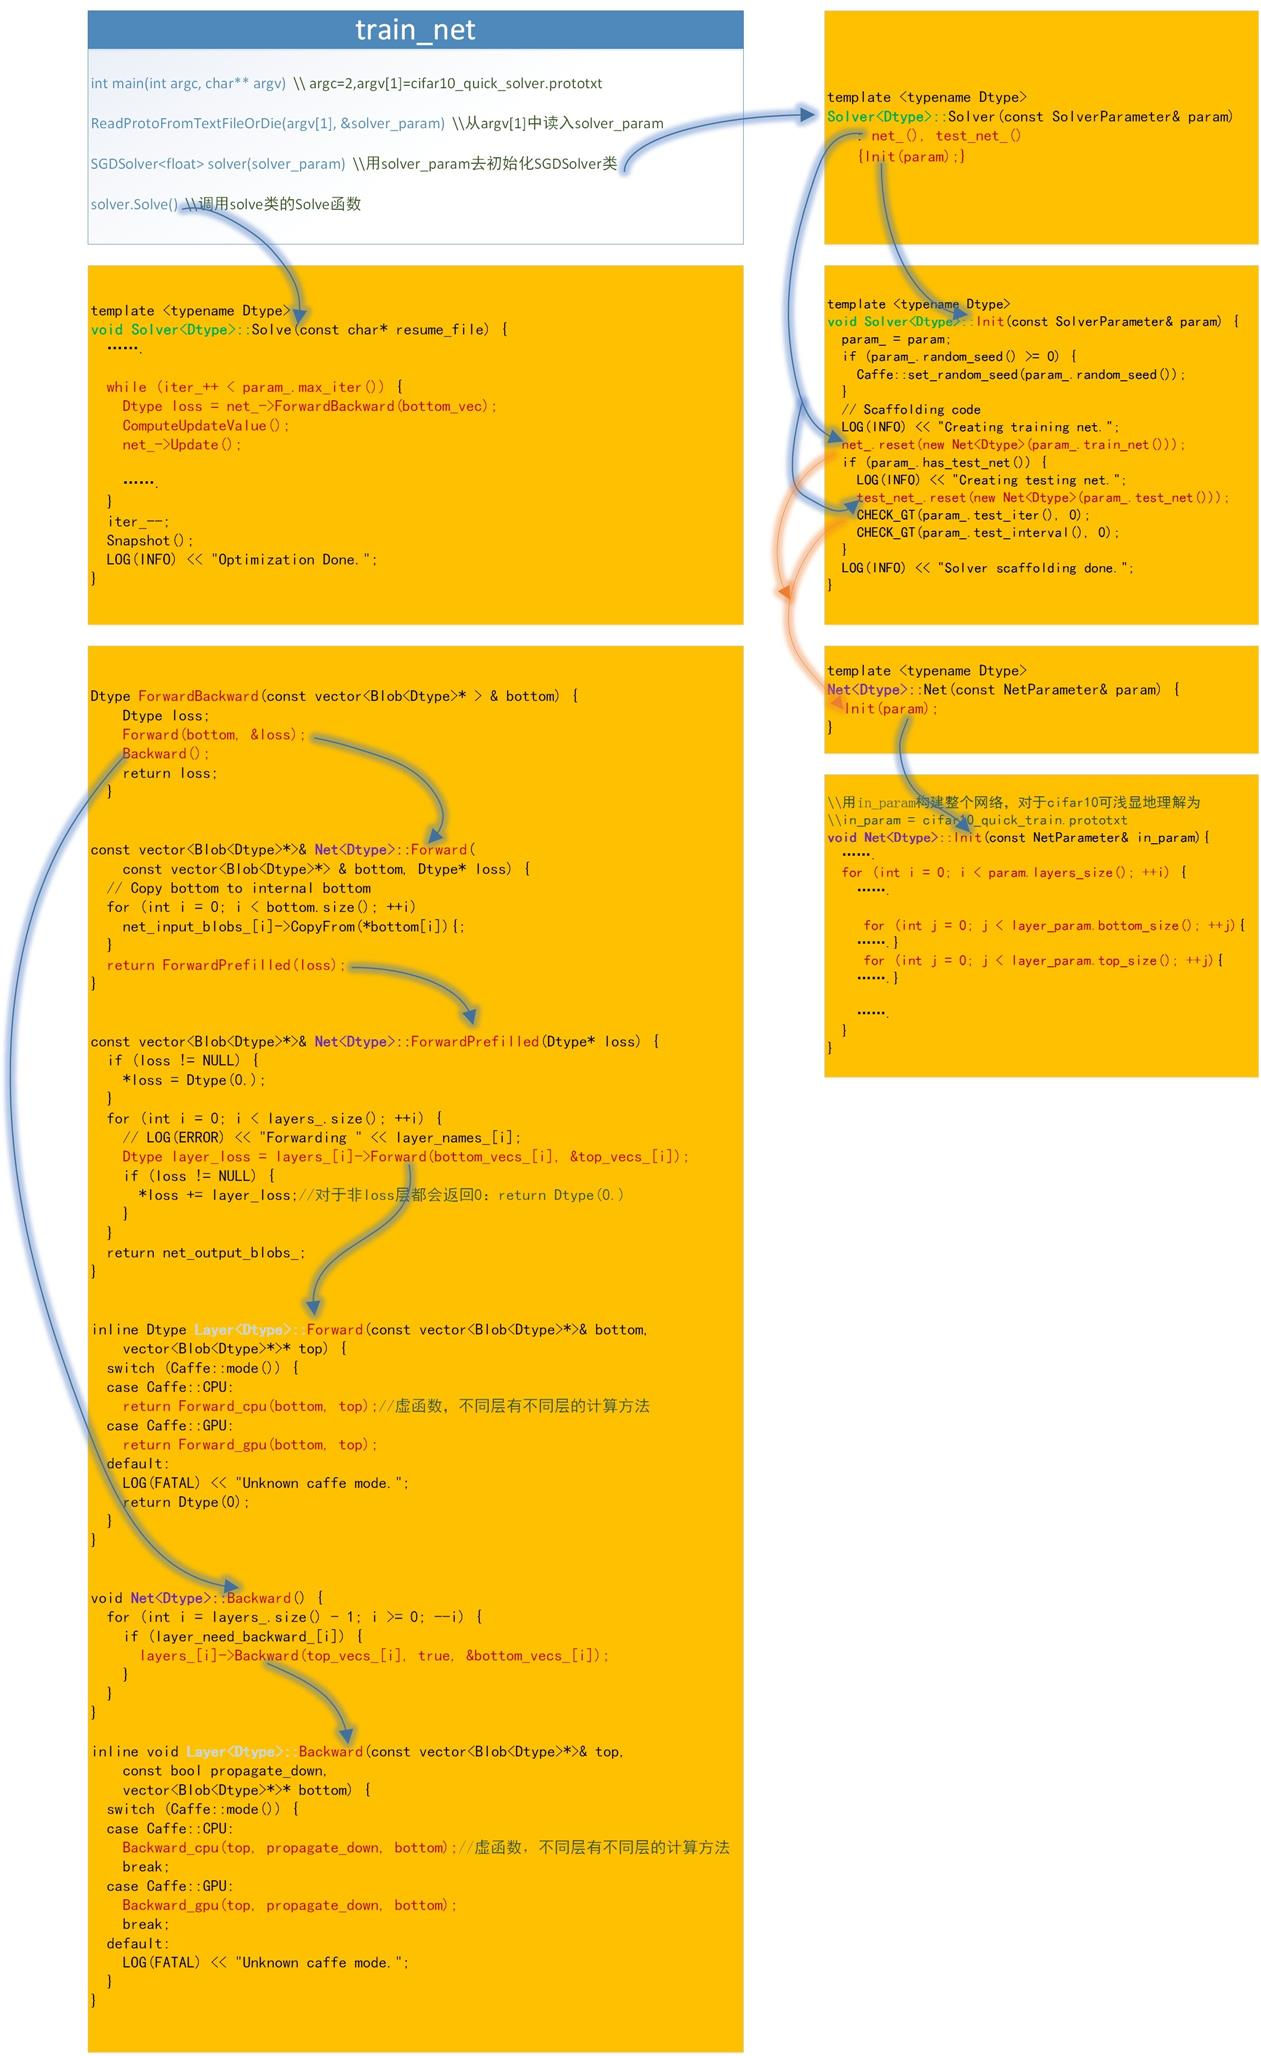 train_net
int main(int argc, char** argv) \\ argc=2,argv[1]=cifar10_quick_solver.prototxt
ReadProtoFromTextFileOrDie(argv[1], &solver_param) \\从argv[1]中读入solver_param
SGDSolver<float> solver(solver_param) \\用solver_param去初始化SGDSolver类
solver.Solve() \\调用solve类的Solve函数
template <typename Dtype>
void Solver<Dtype>::Solve(const char* resume_file) {
…….
while (iter_++ < param_.max_iter()) {
Dtype loss = net_->ForwardBackward(bottom_vec);
ComputeUpdateValue();
net_->Update();
…….
}
iter_--;
Snapshot();
LOG(INFO) << "Optimization Done.";
}
Dtype ForwardBackward(const vector<Blob<Dtype>* > & bottom) {
Dtype loss;
Forward(bottom, &loss);
Backward();
return loss;
}
const vector<Blob<Dtype>*>& Net<Dtype>::Forward(
const vector<Blob<Dtype>*> & bottom, Dtype* loss) {
// Copy bottom to internal bottom
for (int i = 0; i < bottom.size(); ++i)
net_input_blobs_[i]->CopyFrom(*bottom[i]){;
}
return ForwardPrefilled(loss);
}
const vector<Blob<Dtype>*>& Net<Dtype>::ForwardPrefilled(Dtype* loss) {
if (loss != NULL) {
*loss = Dtype(0.);
}
for (int i = 0; i < layers_.size(); ++i) {
// LOG(ERROR) << "Forwarding " << layer_names_[i];
Dtype layer_loss = layers_[i]->Forward(bottom_vecs_[i], &top_vecs_[i]);
if (loss != NULL) {
*loss += layer_loss;//对于非loss层都会返回0：return Dtype(0.)
}
}
return net_output_blobs_;
}
inline Dtype Layer<Dtype>::Forward(const vector<Blob<Dtype>*>& bottom,
vector<Blob<Dtype>*>* top) {
switch (Caffe::mode()) {
case Caffe::CPU:
return Forward_cpu(bottom, top);//虚函数，不同层有不同层的计算方法
case Caffe::GPU:
return Forward_gpu(bottom, top);
default:
LOG(FATAL) << "Unknown caffe mode.";
return Dtype(0);
}
}
void Net<Dtype>::Backward() {
for (int i = layers_.size() - 1; i >= 0; --i) {
if (layer_need_backward_[i]) {
layers_[i]->Backward(top_vecs_[i], true, &bottom_vecs_[i]);
}
}
}
inline void Layer<Dtype>::Backward(const vector<Blob<Dtype>*>& top,
const bool propagate_down,
vector<Blob<Dtype>*>* bottom) {
switch (Caffe::mode()) {
case Caffe::CPU:
Backward_cpu(top, propagate_down, bottom);//虚函数，不同层有不同层的计算方法
break;
case Caffe::GPU:
Backward_gpu(top, propagate_down, bottom);
break;
default:
LOG(FATAL) << "Unknown caffe mode.";
}
}
template <typename Dtype>
Solver<Dtype>::Solver(const SolverParameter& param)
: net_(), test_net_()
{Init(param);}
template <typename Dtype>
void Solver<Dtype>::Init(const SolverParameter& param) {
param_ = param;
if (param_.random_seed() >= 0) {
Caffe::set_random_seed(param_.random_seed());
}
// Scaffolding code
LOG(INFO) << "Creating training net.";
net_.reset(new Net<Dtype>(param_.train_net()));
if (param_.has_test_net()) {
LOG(INFO) << "Creating testing net.";
test_net_.reset(new Net<Dtype>(param_.test_net()));
CHECK_GT(param_.test_iter(), 0);
CHECK_GT(param_.test_interval(), 0);
}
LOG(INFO) << "Solver scaffolding done.";
}
template <typename Dtype>
Net<Dtype>::Net(const NetParameter& param) {
Init(param);
}
\\用in_param构建整个网络，对于cifar10可浅显地理解为
\\in_param = cifar10_quick_train.prototxt
void Net<Dtype>::Init(const NetParameter& in_param){
…….
for (int i = 0; i < param.layers_size(); ++i) {
…….
for (int j = 0; j < layer_param.bottom_size(); ++j){
…….}
for (int j = 0; j < layer_param.top_size(); ++j){
…….}
…….
}
}